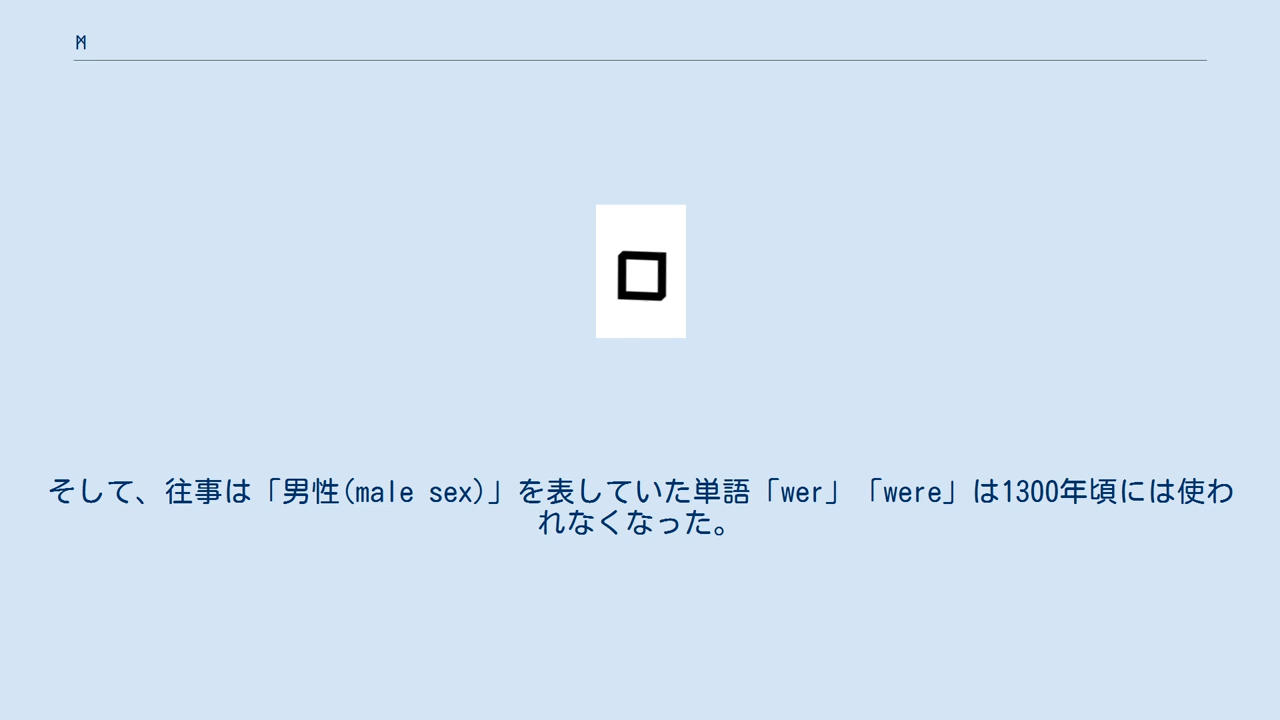 ᛗ
ロ
そして、往事は「男性(male sex)」を表していた単語「wer」「were」は1300年頃には使わ
れなくなった。